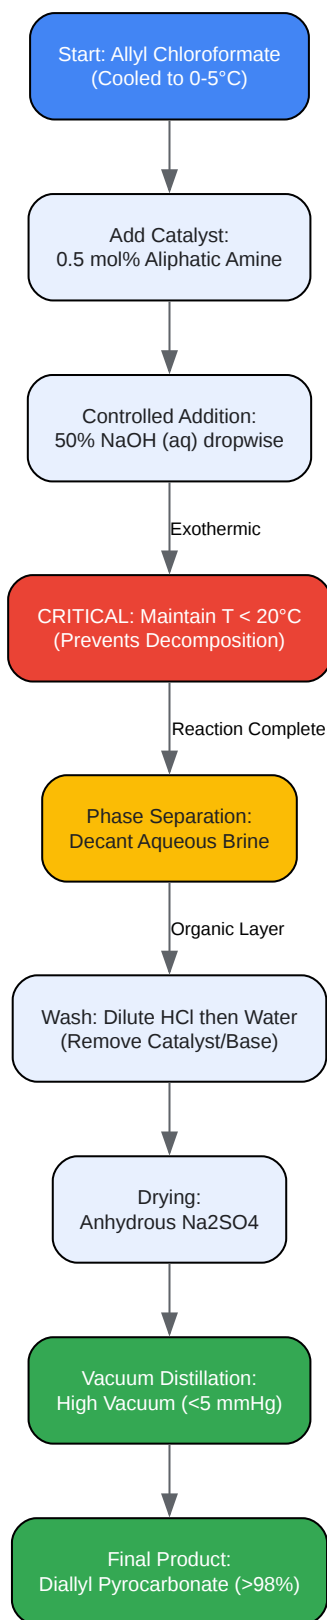 Start: Allyl Chloroformate
(Cooled to 0-5°C)
Add Catalyst:
0.5 mol% Aliphatic Amine
Controlled Addition:
50% NaOH (aq) dropwise
Exothermic
CRITICAL: Maintain T < 20°C
(Prevents Decomposition)
Reaction Complete
Phase Separation:
Decant Aqueous Brine
Organic Layer
Wash: Dilute HCl then Water
(Remove Catalyst/Base)
Drying:
Anhydrous Na2SO4
Vacuum Distillation:
High Vacuum (<5 mmHg)
Final Product:
Diallyl Pyrocarbonate (>98%)